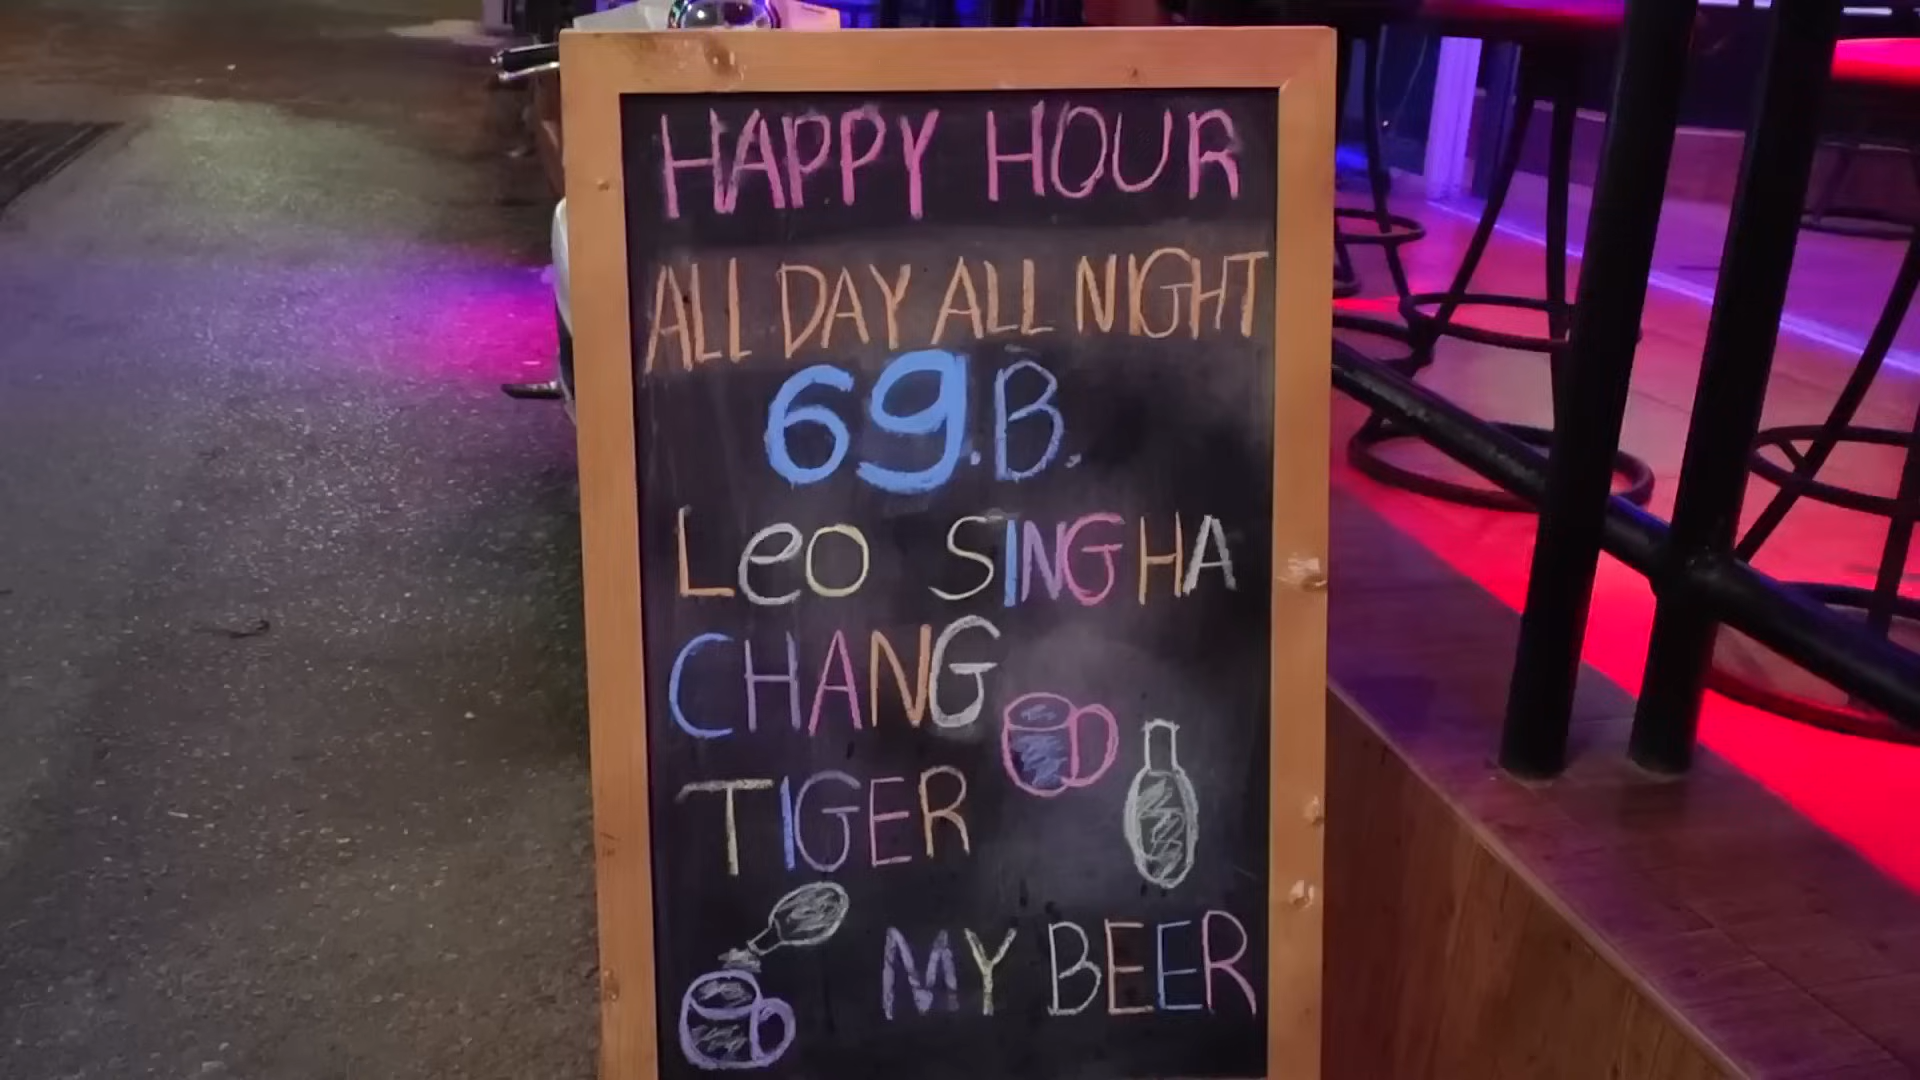 HAPPY HOUR
ALL DAY ALL NIGHT
69.B.
Leo SINGHA
CHANG
TIGER
MY BEER